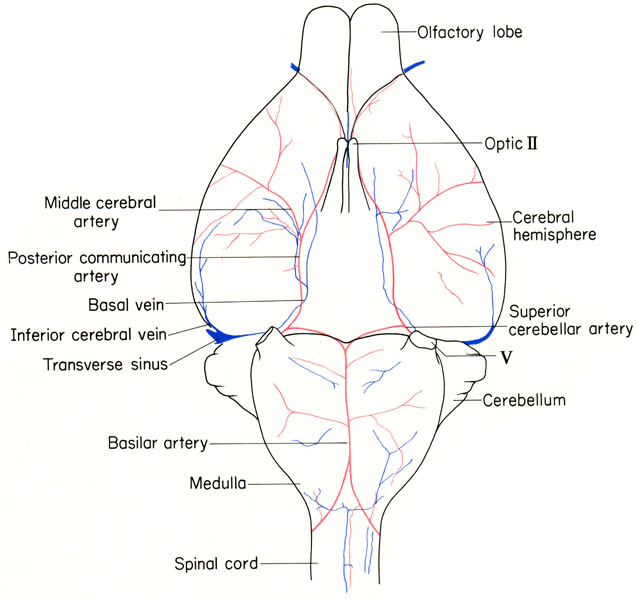 Olfactory lobe
Optic II
Middle cerebral
artery
Cerebral
hemisphere
Posterior communicating
artery
Basal vein
Superior
cerebellar artery
Inferior cerebral vein
Transverse sinus
V
Cerebellum
Basilar artery
Medulla
Spinal cord